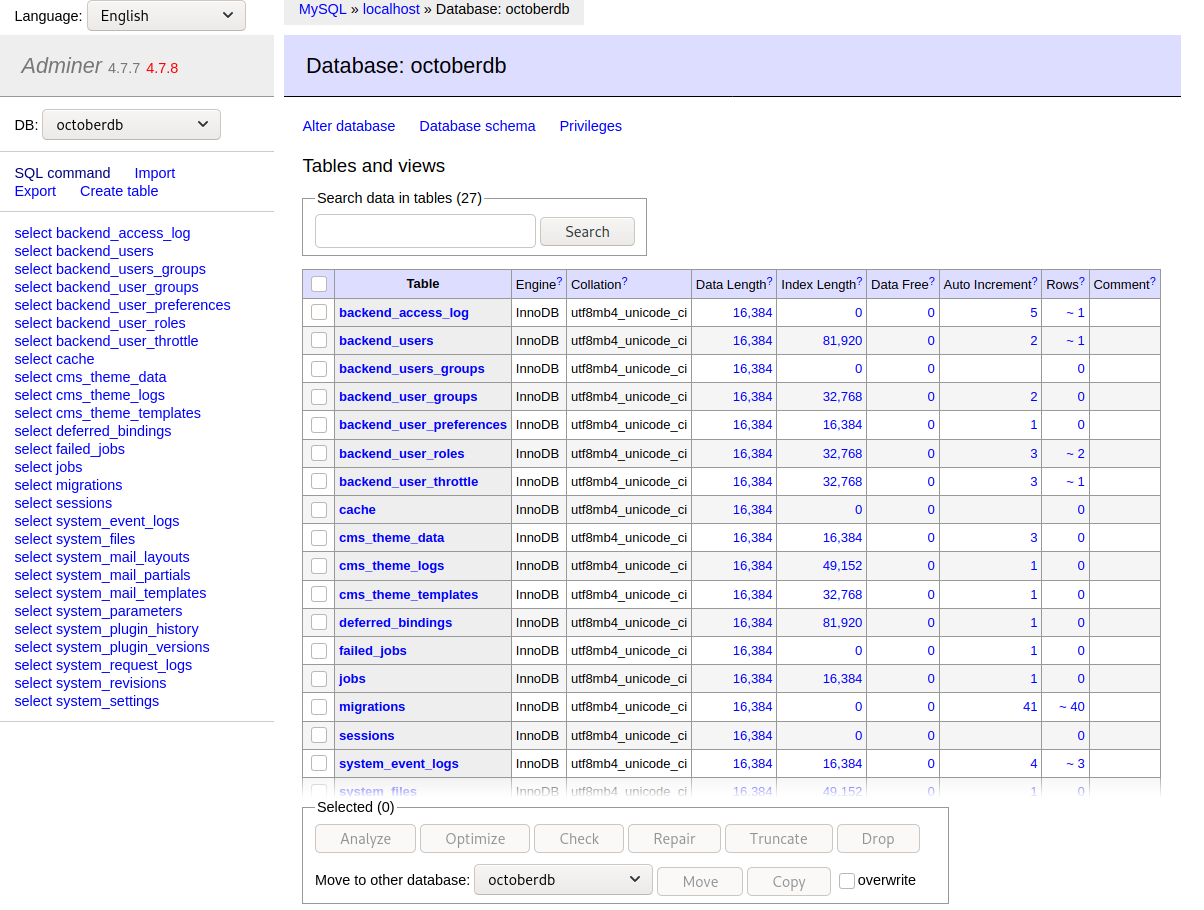 Language: English
MySQL » localhost » Database: octoberdb
Adminer 4.7.7 4.7.8
Database: octoberdb
DB: octoberdb
SQL command Import
Export Create table
select backend_access_log
select backend_users
select backend_users_groups
select backend_user_groups
select backend_user_preferences
select backend_user_roles
select backend_user_throttle
select cache
select cms_theme_data
select cms_theme_logs
select cms_theme_templates
select deferred_bindings
select failed_jobs
select jobs
select migrations
select sessions
select system_event_logs
select system_files
select system_mail_layouts
select system_mail_partials
select system_mail_templates
select system_parameters
select system_plugin_history
select system_plugin_versions
select system_request_logs
select system_revisions
select system_settings
Alter database Database schema Privileges
Tables and views
Search data in tables (27)
Search
Table Engine? Collation? Data Length? Index Length? Data Free? Auto Increment? Rows? Comment?
backend_access_log InnoDB utf8mb4_unicode_ci 16,384 0 0 5 ~ 1
backend_users InnoDB utf8mb4_unicode_ci 16,384 81,920 0 2 ~ 1
backend_users_groups InnoDB utf8mb4_unicode_ci 16,384 0 0 0
backend_user_groups InnoDB utf8mb4_unicode_ci 16,384 32,768 0 2 0
backend_user_preferences InnoDB utf8mb4_unicode_ci 16,384 16,384 0 1 0
backend_user_roles InnoDB utf8mb4_unicode_ci 16,384 32,768 0 3 ~ 2
backend_user_throttle InnoDB utf8mb4_unicode_ci 16,384 32,768 0 3 ~ 1
cache InnoDB utf8mb4_unicode_ci 16,384 0 0 0
cms_theme_data InnoDB utf8mb4_unicode_ci 16,384 16,384 0 3 0
cms_theme_logs InnoDB utf8mb4_unicode_ci 16,384 49,152 0 1 0
cms_theme_templates InnoDB utf8mb4_unicode_ci 16,384 32,768 0 1 0
deferred_bindings InnoDB utf8mb4_unicode_ci 16,384 81,920 0 1 0
failed_jobs InnoDB utf8mb4_unicode_ci 16,384 0 0 1 0
jobs InnoDB utf8mb4_unicode_ci 16,384 16,384 0 1 0
migrations InnoDB utf8mb4_unicode_ci 16,384 0 0 41 ~ 40
sessions InnoDB utf8mb4_unicode_ci 16,384 0 0 0
system_event_logs InnoDB utf8mb4_unicode_ci 16,384 16,384 0 4 ~ 3
system_files InnoDB utf8mb4_unicode_ci 16,384 49,152 0 1 0
Selected (0)
Analyze Optimize Check Repair Truncate Drop
Move to other database: octoberdb Move Copy overwrite